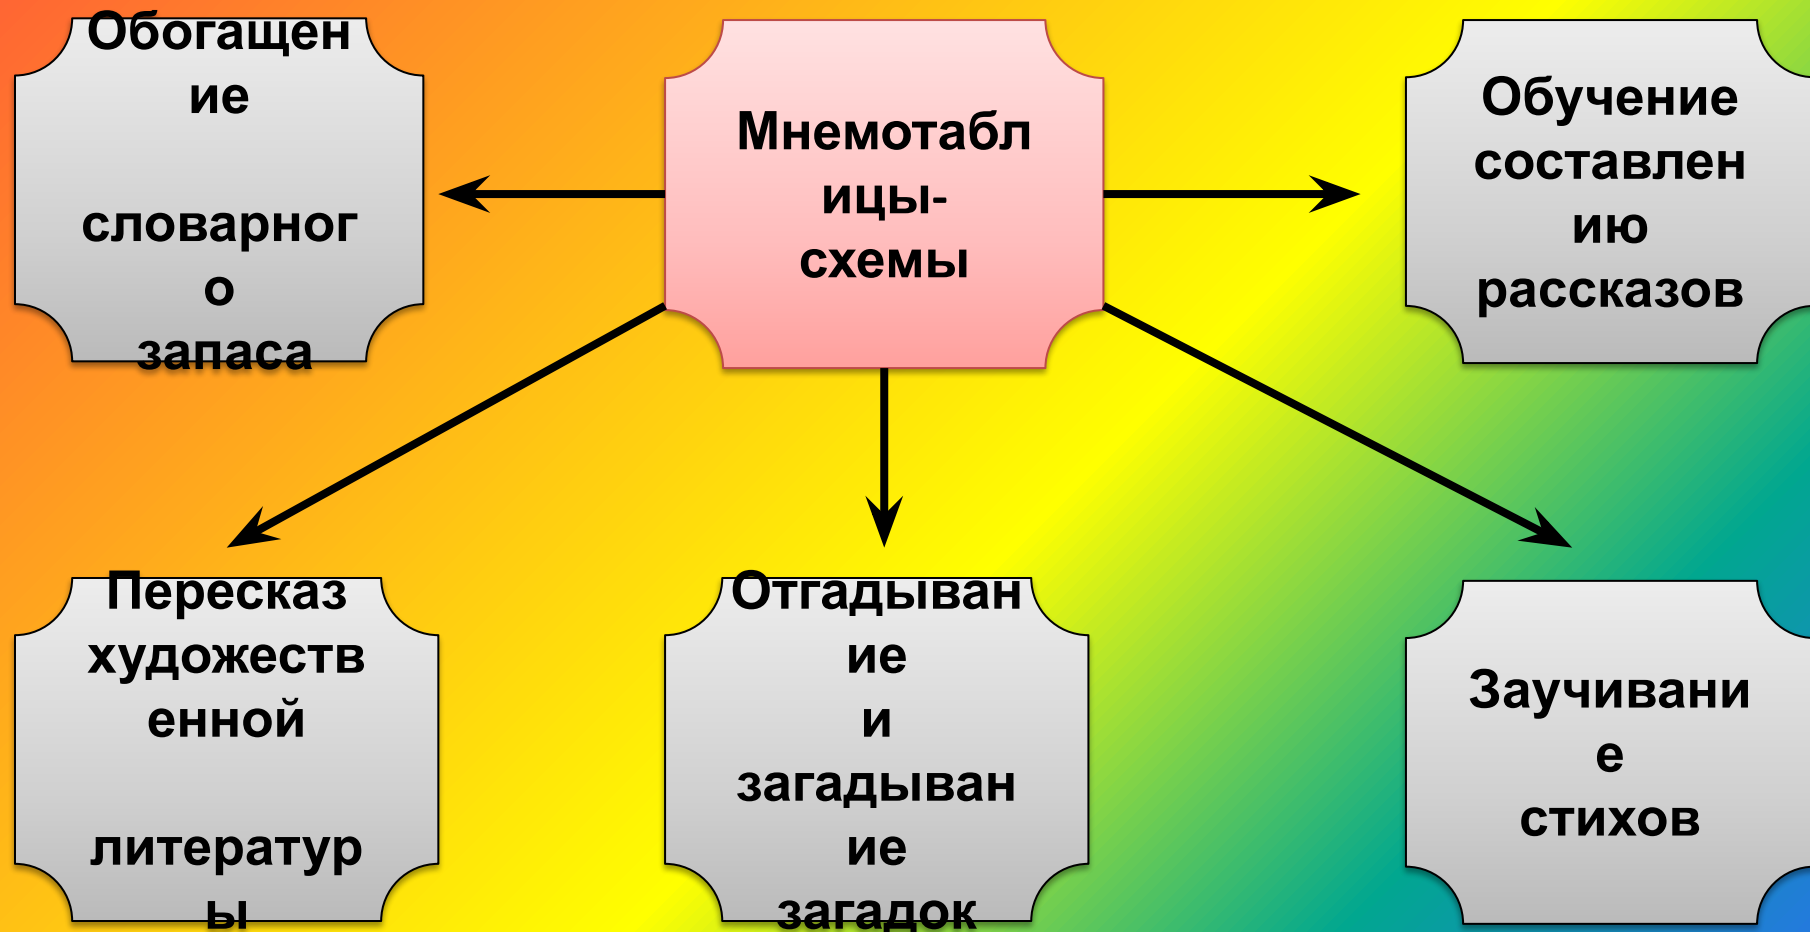 Обогащен
ие
словарног
о
запаса
Мнемотабл
ицы-
схемы
Обучение
составлен
ию
рассказов
Пересказ
художеств
енной
литератур
ы
Отгадыван
ие
и
загадыван
ие
загадок
Заучивани
е
стихов